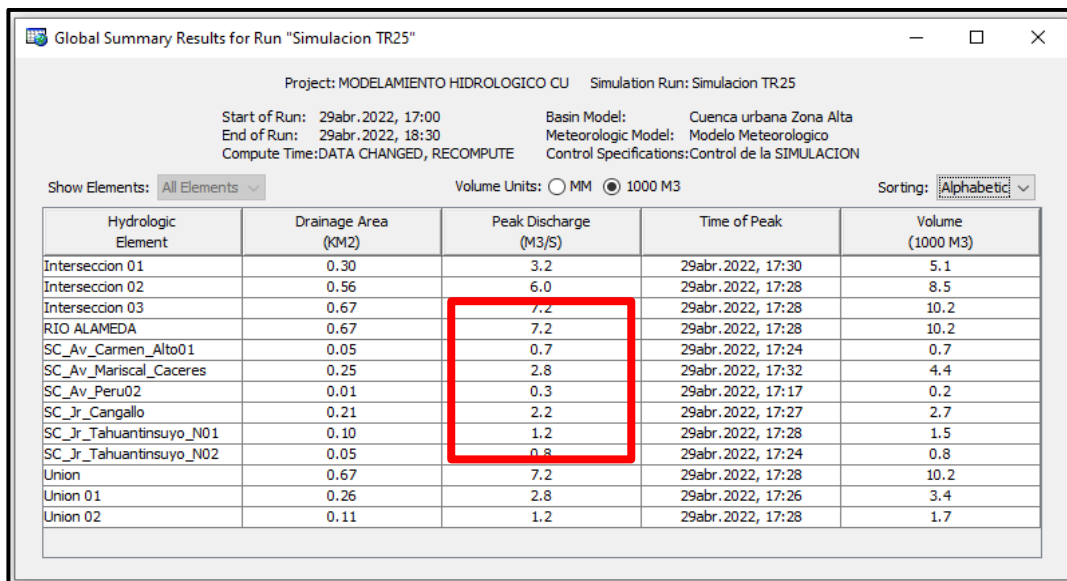 Global Summary Results for Run "Simulacion TR25"
Project: MODELAMIENTO HIDROLOGICO CU Simulation Run: Simulacion TR25
Start of Run: 29abr.2022, 17:00 Basin Model: Cuenca urbana Zona Alta
End of Run: 29abr.2022, 18:30 Meteorologic Model: Modelo Meteorologico
Compute Time:DATA CHANGED, RECOMPUTE Control Specifications:Control de la SIMULACION
Show Elements: All Elements Volume Units: MM 1000 M3 Sorting: Alphabetic
Hydrologic Element Drainage Area (KM2) Peak Discharge (M3/S) Time of Peak Volume (1000 M3)
Interseccion 01 0.30 3.2 29abr.2022, 17:30 5.1
Interseccion 02 0.56 6.0 29abr.2022, 17:28 8.5
Interseccion 03 0.67 7.2 29abr.2022, 17:28 10.2
RIO ALAMEDA 0.67 7.2 29abr.2022, 17:28 10.2
SC_Av_Carmen_Alto01 0.05 0.7 29abr.2022, 17:24 0.7
SC_Av_Mariscal_Caceres 0.25 2.8 29abr.2022, 17:32 4.4
SC_Av_Peru02 0.01 0.3 29abr.2022, 17:17 0.2
SC_Jr_Cangallo 0.21 2.2 29abr.2022, 17:27 2.7
SC_Jr_Tahuantinsuyo_N01 0.10 1.2 29abr.2022, 17:28 1.5
SC_Jr_Tahuantinsuyo_N02 0.05 0.8 29abr.2022, 17:24 0.8
Union 0.67 7.2 29abr.2022, 17:28 10.2
Union 01 0.26 2.8 29abr.2022, 17:26 3.4
Union 02 0.11 1.2 29abr.2022, 17:28 1.7